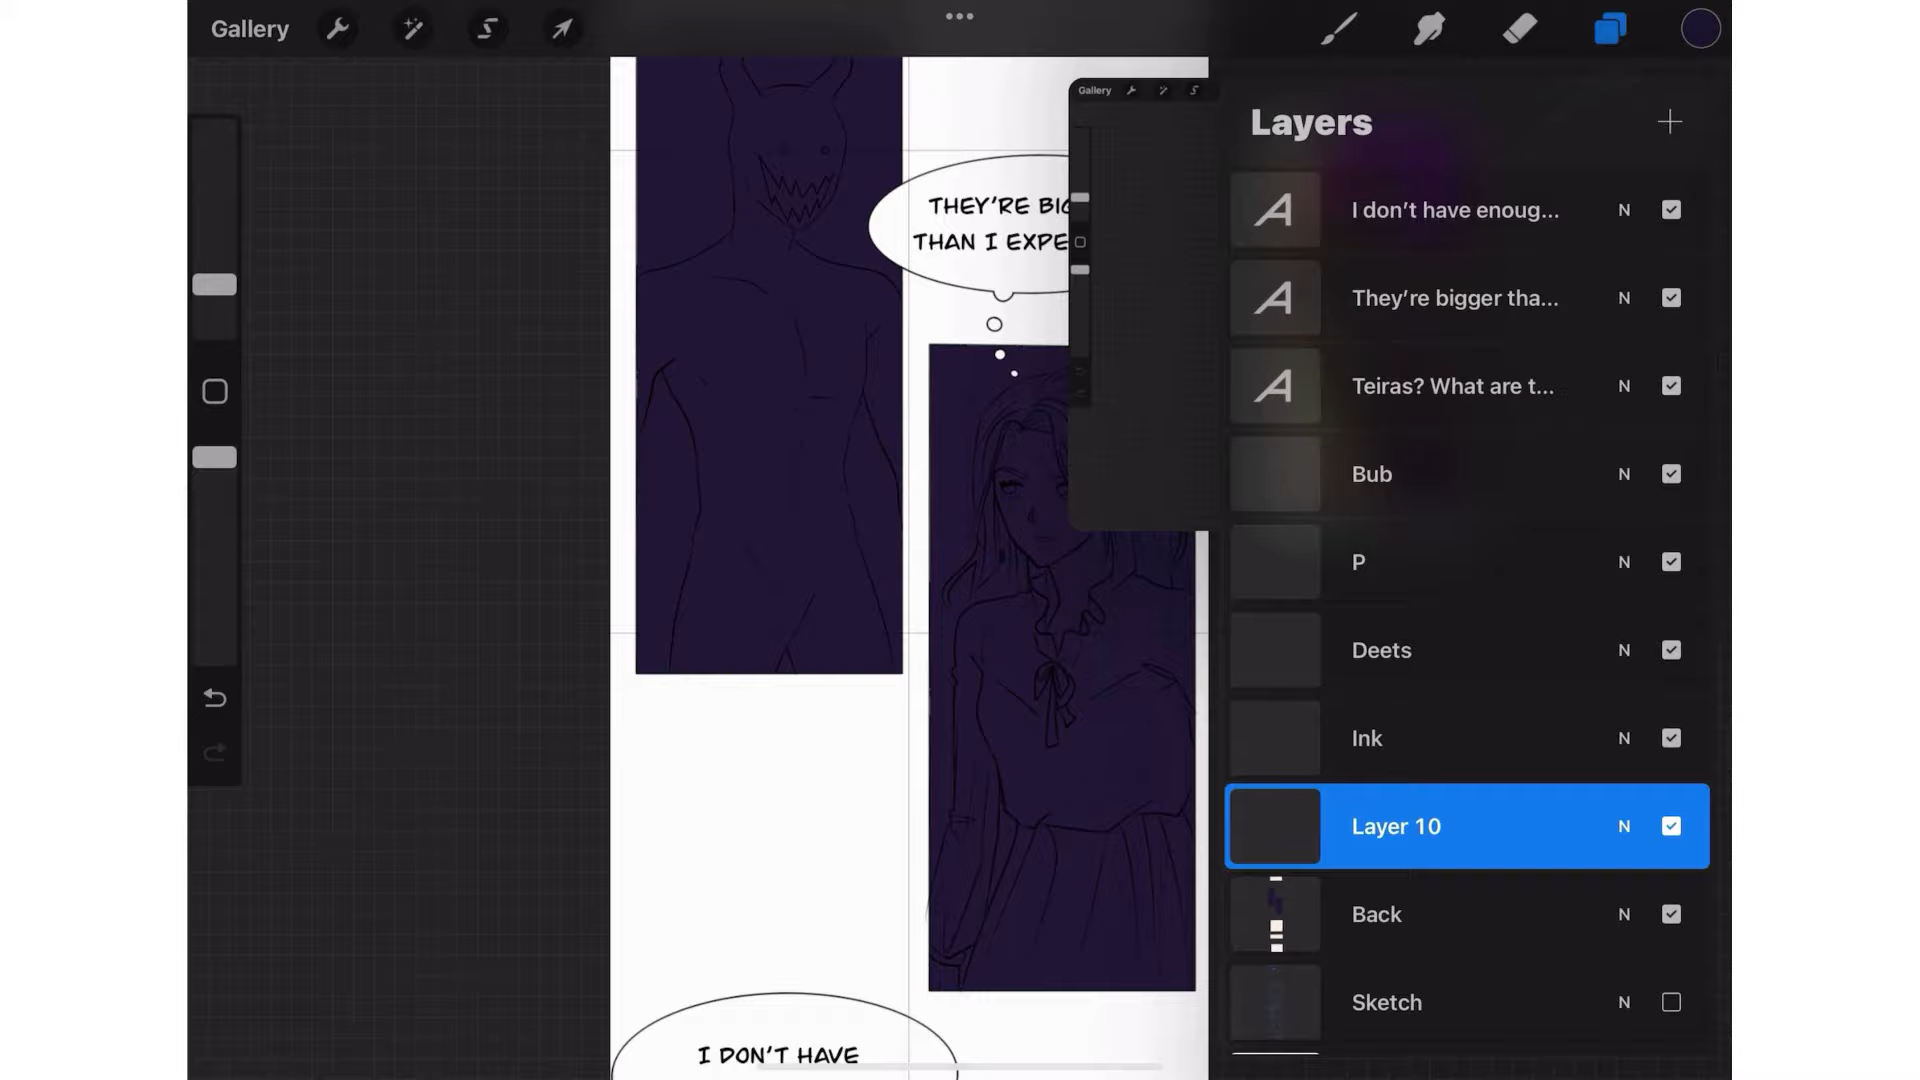 Gallery
Gallery
THEY'RE BIG
THAN I EXPE
I DON'T HAVE
Layers
I don't have enoug... N
They're bigger tha... N
Teiras? What are t... N
Bub N
P N
Deets N
Ink N
Layer 10 N
Back N
Sketch N